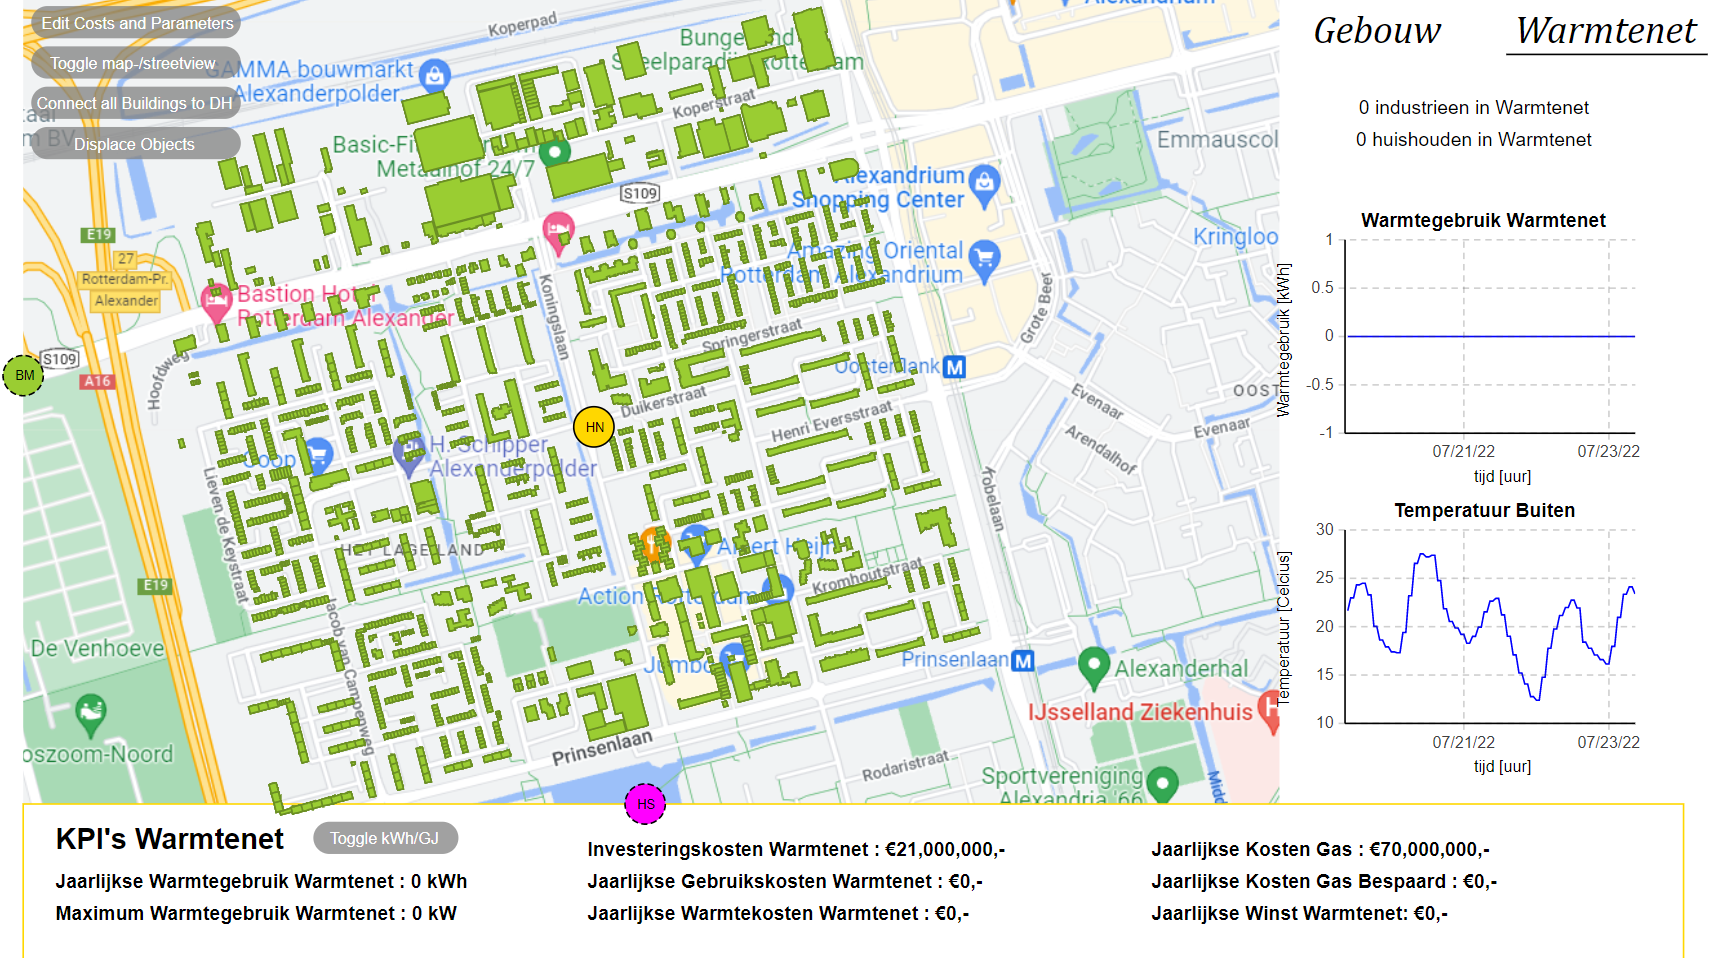 Edit Costs and Parameters
Toggle map-/streetview
Connect all Buildings to DH
Displace Objects
Koperpad
Alexandrium
GAMMA bouwmarkt
Alexanderpolder
Koperstraat
Metaalhof 24/7
S109
Alexandrium
Shopping Center
Emmauscol
Kringloo
Amazing Oriental
Rotterdam Alexandrium
E19
27
Rotterdam-Pr.
Alexander
Bastion Hotel
Rotterdam Alexander
Koningslaan
Grote Beer
Springerstraat
Oosterflank
M
S109
BM
A16
Hoofdweg
Duikerstraat
HN
Henri Eversstraat
Evenaar
Evenaar
Arendalhof
OOST
Coop
H. Schipper
Alexanderpolder
Lieven de Keystraat
Kobelaan
HET LAGELAND
Albert Heijn
Kromhoutstraat
Action Rotterdam
E19
Jacob van Campenweg
De Venhoeve
Jumbo
Prinsenlaan
M
Alexanderhal
IJsselland Ziekenhuis
H
oszoom-Noord
Prinsenlaan
Rodaristraat
Sportvereniging
Alexandria '66
Midd
HS
Gebouw
Warmtenet
0 industrieen in Warmtenet
0 huishouden in Warmtenet
Warmtegebruik Warmtenet
Warmtegebruik [kWh]
1
0.5
0
-0.5
-1
07/21/22
07/23/22
tijd [uur]
Temperatuur Buiten
Temperatuur [Celcius]
30
25
20
15
10
07/21/22
07/23/22
tijd [uur]
KPI's Warmtenet
Toggle kWh/GJ
Jaarlijkse Warmtegebruik Warmtenet : 0 kWh
Maximum Warmtegebruik Warmtenet : 0 kW
Investeringskosten Warmtenet : €21,000,000,-
Jaarlijkse Gebruikskosten Warmtenet : €0,-
Jaarlijkse Warmtekosten Warmtenet : €0,-
Jaarlijkse Kosten Gas : €70,000,000,-
Jaarlijkse Kosten Gas Bespaard : €0,-
Jaarlijkse Winst Warmtenet: €0,-